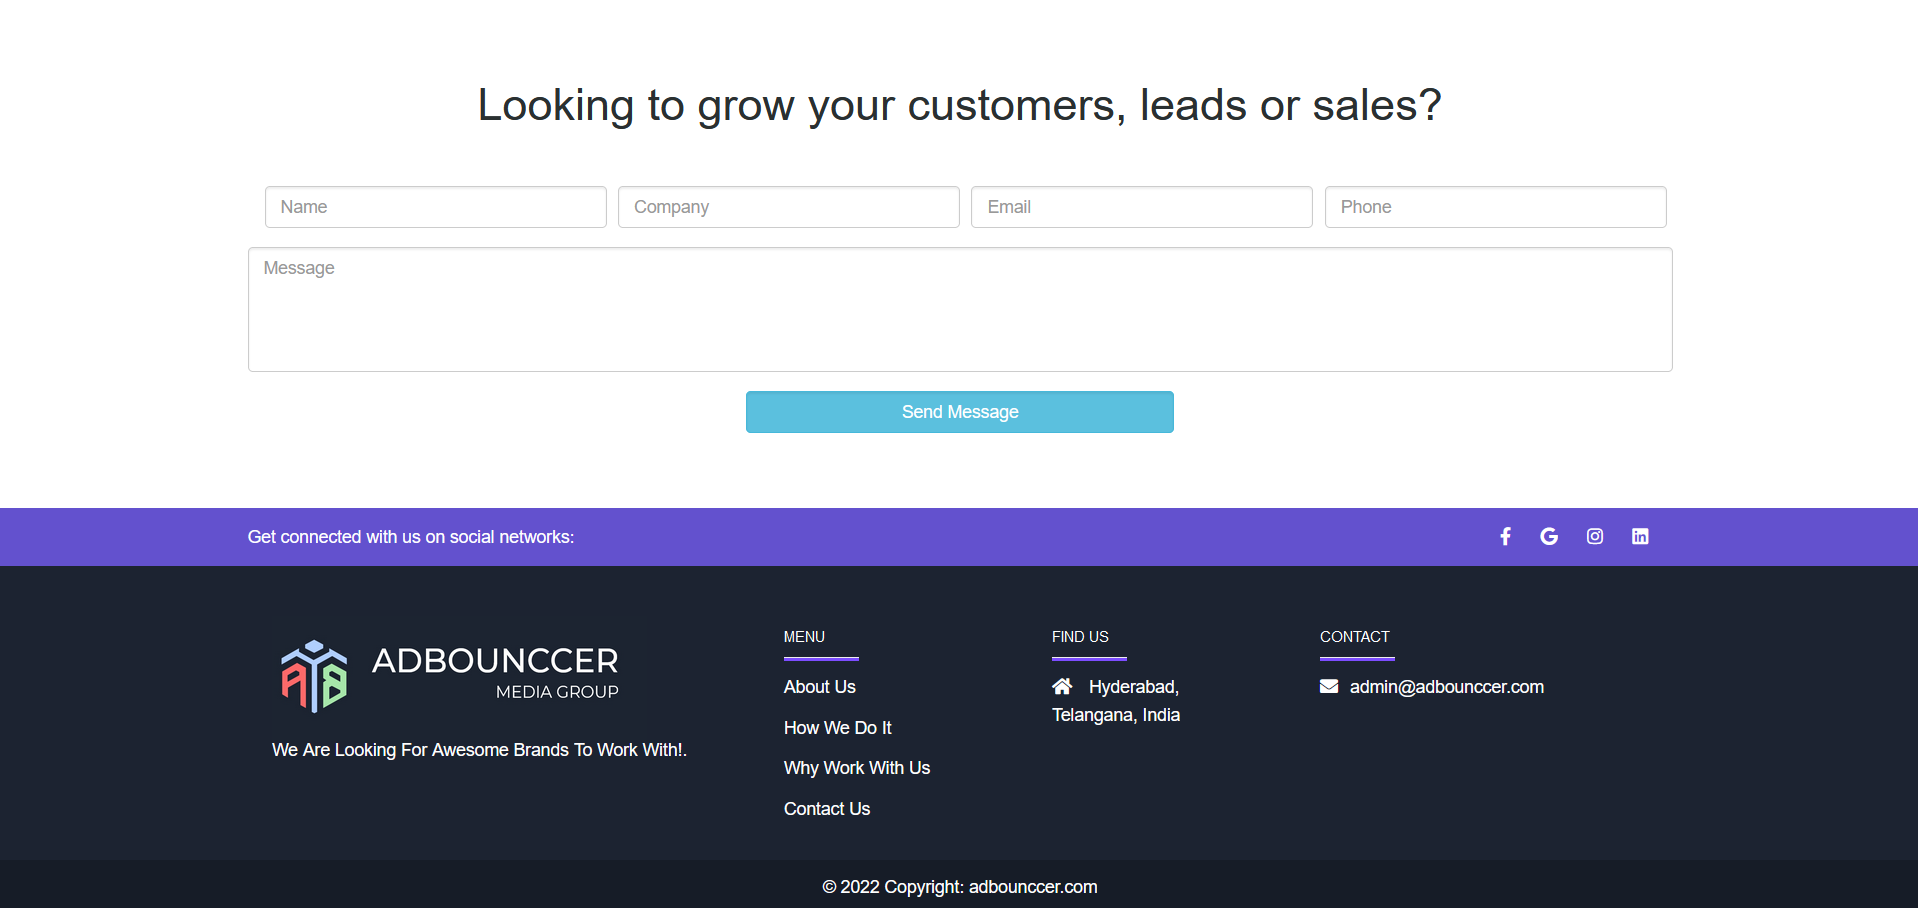 Looking to grow your customers, leads or sales?
Name
Company
Email
Phone
Message
Send Message
Get connected with us on social networks:
ADBOUNCCER
MEDIA GROUP
We Are Looking For Awesome Brands To Work With!.
MENU
About Us
How We Do It
Why Work With Us
Contact Us
FIND US
Hyderabad,
Telangana, India
CONTACT
admin@adbounccer.com
© 2022 Copyright: adbounccer.com